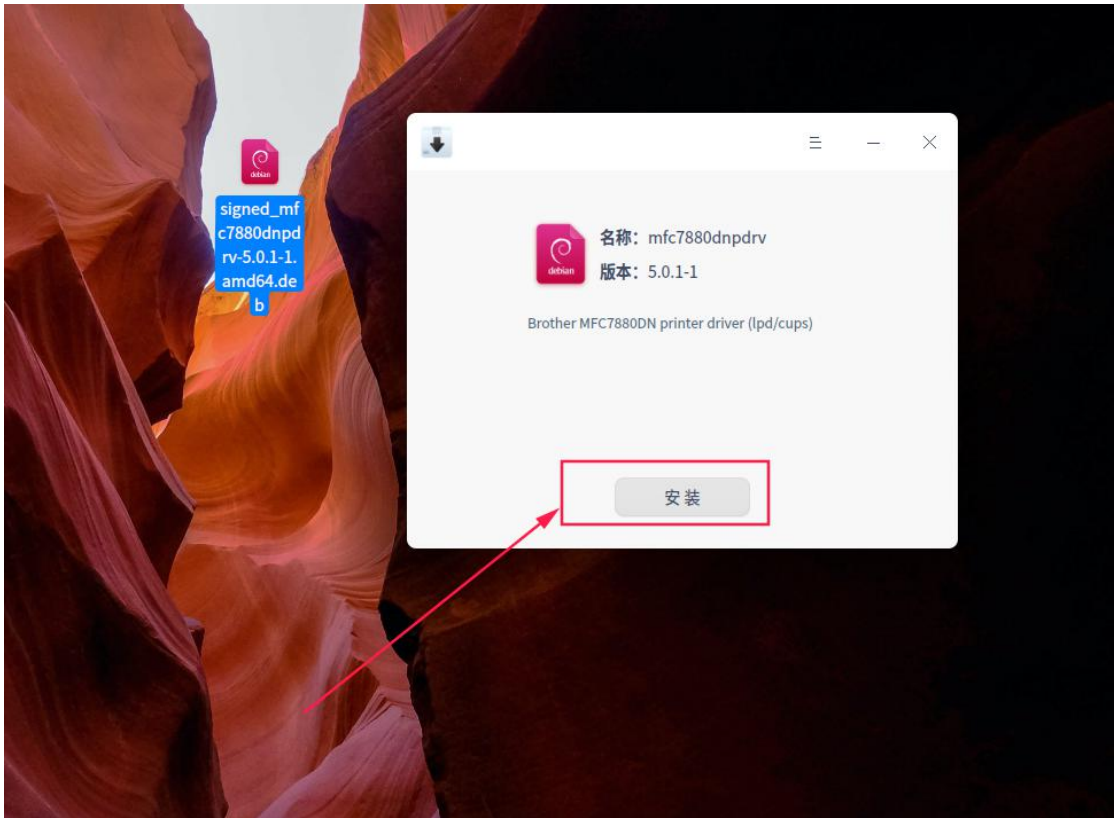 debian
signed_mf
c7880dnpd
rv-5.0.1-1.
amd64.de
b
debian
名称： mfc7880dnpdrv
版本： 5.0.1-1
Brother MFC7880DN printer driver (lpd/cups)
安 装